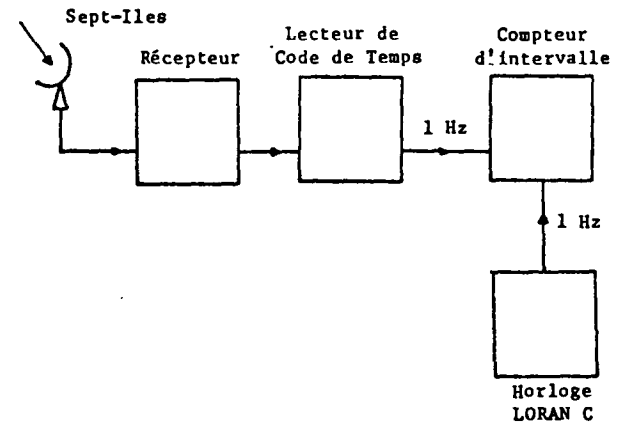 Sept-Iles
Récepteur
Lecteur de
Code de Temps
Compteur
d'intervalle
1 Hz
1 Hz
Horloge
LORAN C